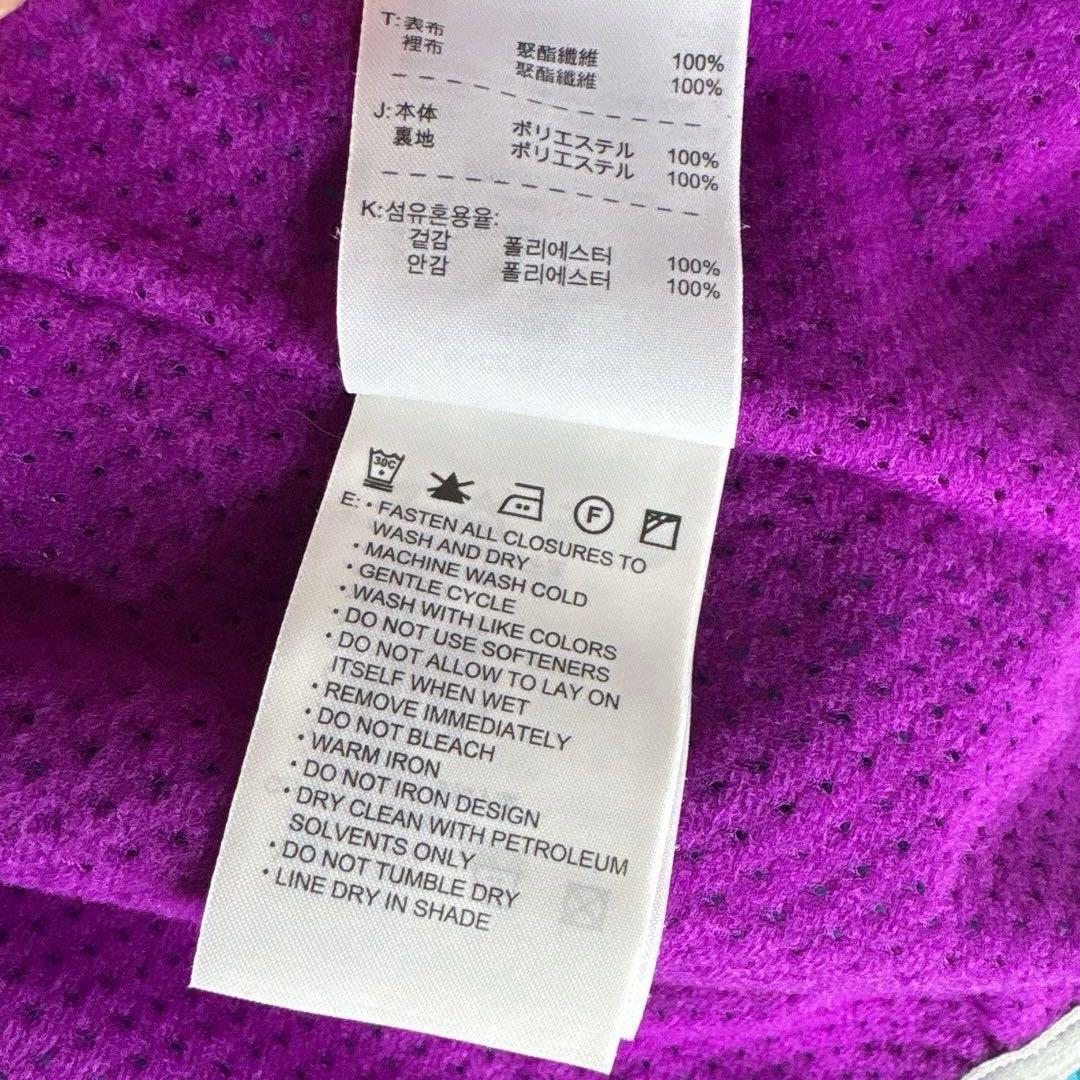 T: 表布 聚酯纖維 100%
裡布 聚酯纖維 100%
J: 本体 ポリエステル 100%
裏地 ポリエステル 100%
K: 섬유혼용율:
겉감 폴리에스터 100%
안감 폴리에스터 100%
30C
F
E: • FASTEN ALL CLOSURES TO
WASH AND DRY
• MACHINE WASH COLD
• GENTLE CYCLE
• WASH WITH LIKE COLORS
• DO NOT USE SOFTENERS
• DO NOT ALLOW TO LAY ON
ITSELF WHEN WET
• REMOVE IMMEDIATELY
• DO NOT BLEACH
• WARM IRON
• DO NOT IRON DESIGN
• DRY CLEAN WITH PETROLEUM
SOLVENTS ONLY
• DO NOT TUMBLE DRY
• LINE DRY IN SHADE